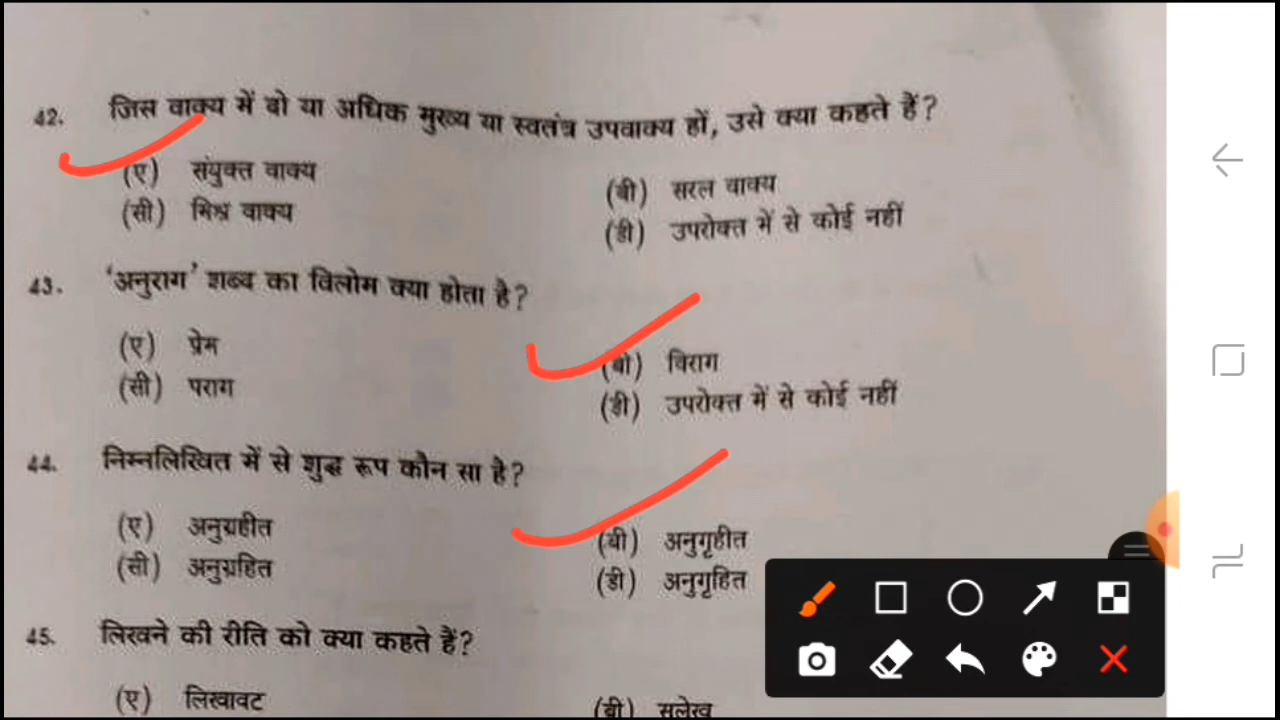 42. जिस वाक्य में दो या अधिक मुख्य या स्वतंत्र उपवाक्य हों, उसे क्या कहते हैं?
(ए) संयुक्त वाक्य (बी) सरल वाक्य
(सी) मिश्र वाक्य (डी) उपरोक्त में से कोई नहीं
43. 'अनुराग' शब्द का विलोम क्या होता है?
(ए) प्रेम (बी) विराग
(सी) पराग (डी) उपरोक्त में से कोई नहीं
44. निम्नलिखित में से शुद्ध रूप कौन सा है?
(ए) अनुग्रहीत (बी) अनुगृहीत
(सी) अनुग्रहित (डी) अनुगृहित
45. लिखने की रीति को क्या कहते हैं?
(ए) लिखावट (बी) सुलेख